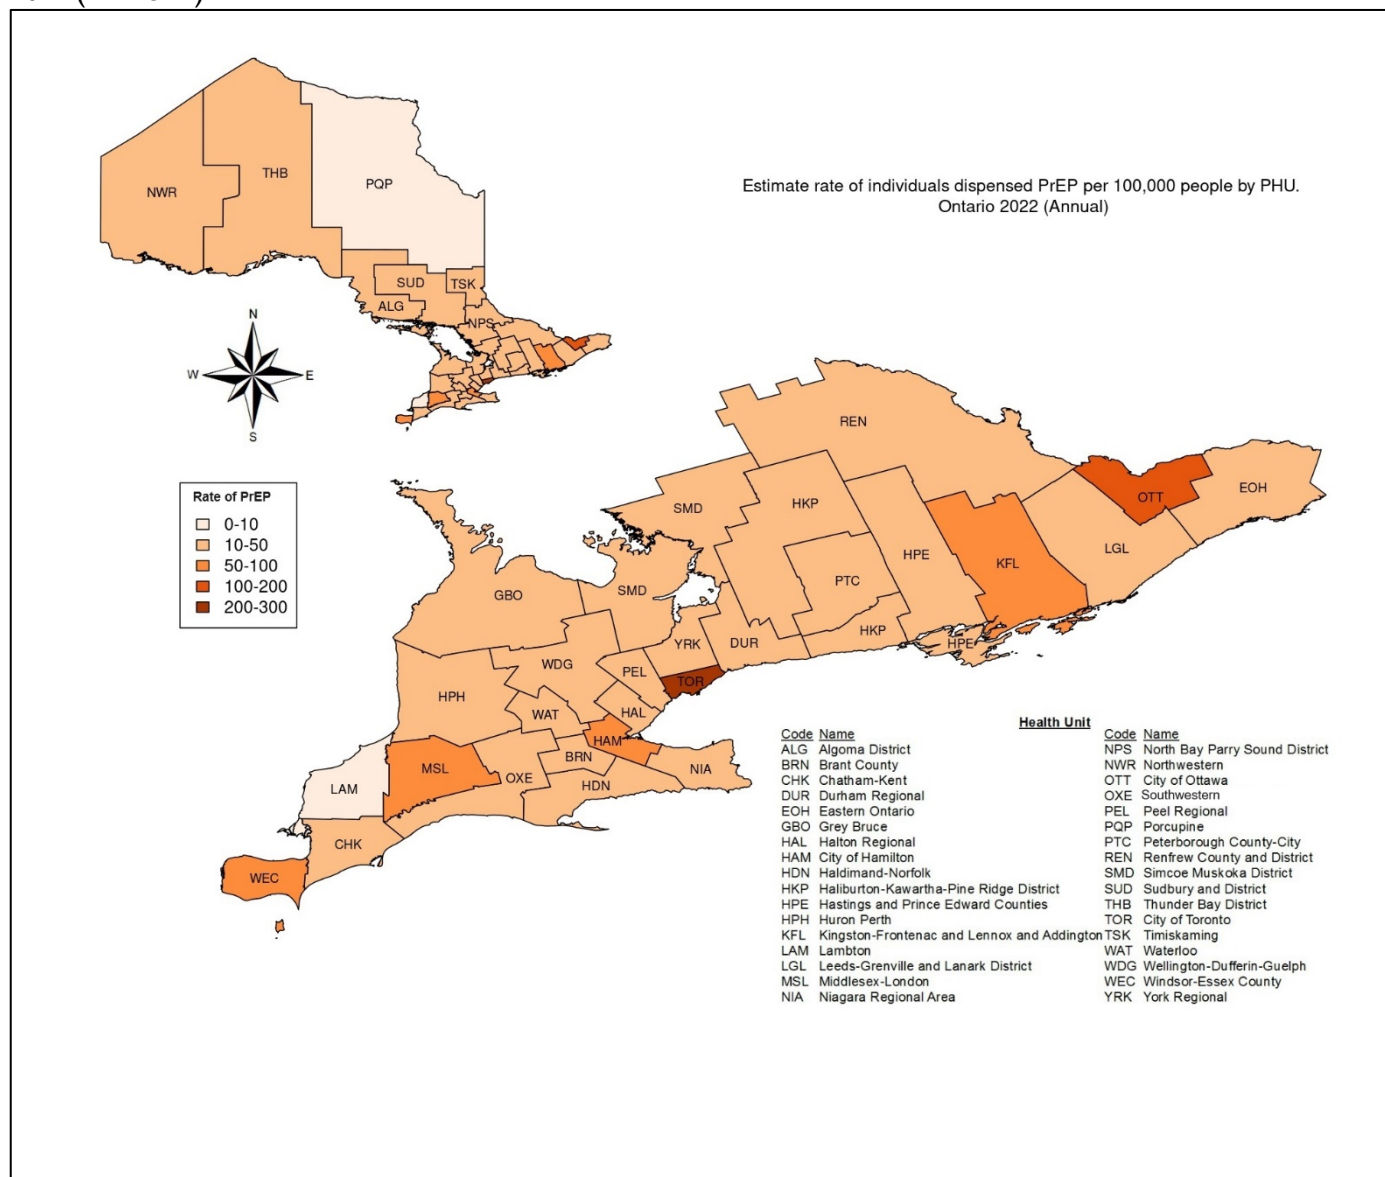 NWR
THB
PQP
Estimate rate of individuals dispensed PrEP per 100,000 people by PHU.
Ontario 2022 (Annual)
SUD
TSK
ALG
NPS
N
W
E
S
REN
Rate of PrEP
0-10
10-50
50-100
100-200
200-300
SMD
HKP
OTT
EOH
HPE
KFL
LGL
GBO
SMD
PTC
YRK
DUR
HKP
HPE
WDG
PEL
TOR
HPH
WAT
HAL
HAM
BRN
MSL
OXE
NIA
LAM
HDN
CHK
WEC
Health Unit
Code Name
ALG Algoma District
BRN Brant County
CHK Chatham-Kent
DUR Durham Regional
EOH Eastern Ontario
GBO Grey Bruce
HAL Halton Regional
HAM City of Hamilton
HDN Haldimand-Norfolk
HKP Haliburton-Kawartha-Pine Ridge District
HPE Hastings and Prince Edward Counties
HPH Huron Perth
KFL Kingston-Frontenac and Lennox and Addington
LAM Lambton
LGL Leeds-Grenville and Lanark District
MSL Middlesex-London
NIA Niagara Regional Area
Code Name
NPS North Bay Parry Sound District
NWR Northwestern
OTT City of Ottawa
OXE Southwestern
PEL Peel Regional
PQP Porcupine
PTC Peterborough County-City
REN Renfrew County and District
SMD Simcoe Muskoka District
SUD Sudbury and District
THB Thunder Bay District
TOR City of Toronto
TSK Timiskaming
WAT Waterloo
WDG Wellington-Dufferin-Guelph
WEC Windsor-Essex County
YRK York Regional